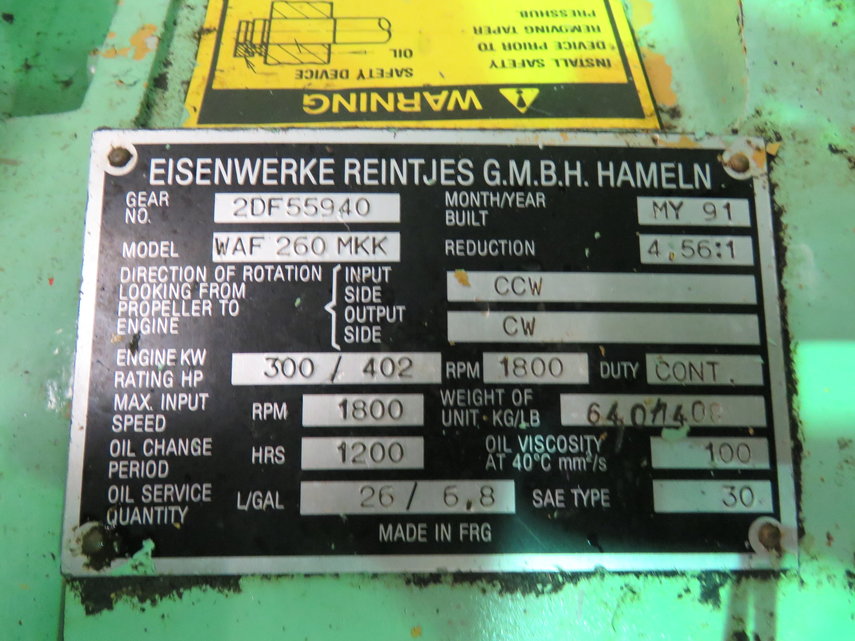 WARNING
SAFETY DEVICE
OIL
INSTALL SAFETY
DEVICE PRIOR TO
REMOVING TAPER
PRESSHUB.
EISENWERKE REINTJES G.M.B.H. HAMELN
GEAR NO. 2DF55940 MONTH/YEAR BUILT MY 91
MODEL WAF 260 MKK REDUCTION 4,56:1
DIRECTION OF ROTATION
LOOKING FROM
PROPELLER TO
ENGINE
INPUT SIDE CCW
OUTPUT SIDE CW
ENGINE KW RATING HP 300 / 402 RPM 1800 DUTY CONT.
MAX. INPUT SPEED RPM 1800 WEIGHT OF UNIT. KG/LB 640/1408
OIL CHANGE PERIOD HRS 1200 OIL VISCOSITY AT 40°C mm²/s 100
OIL SERVICE QUANTITY L/GAL 26 / 6,8 SAE TYPE 30
MADE IN FRG